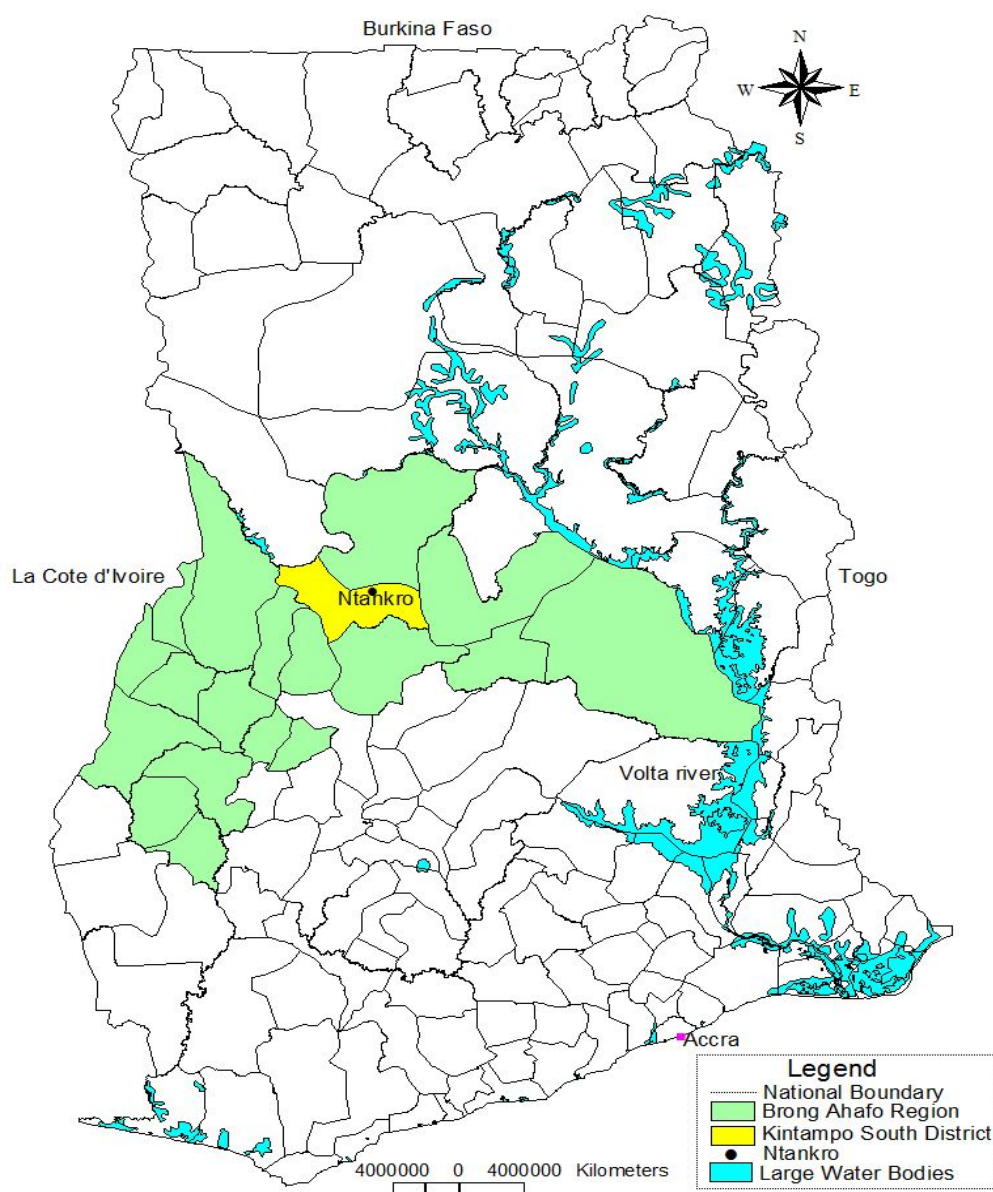 Burkina Faso
N
W
E
S
La Cote d'Ivoire
Togo
Ntankro
Volta river
Accra
Legend
National Boundary
Brong Ahafo Region
Kintampo South District
Ntankro
Large Water Bodies
4000000 0 4000000 Kilometers